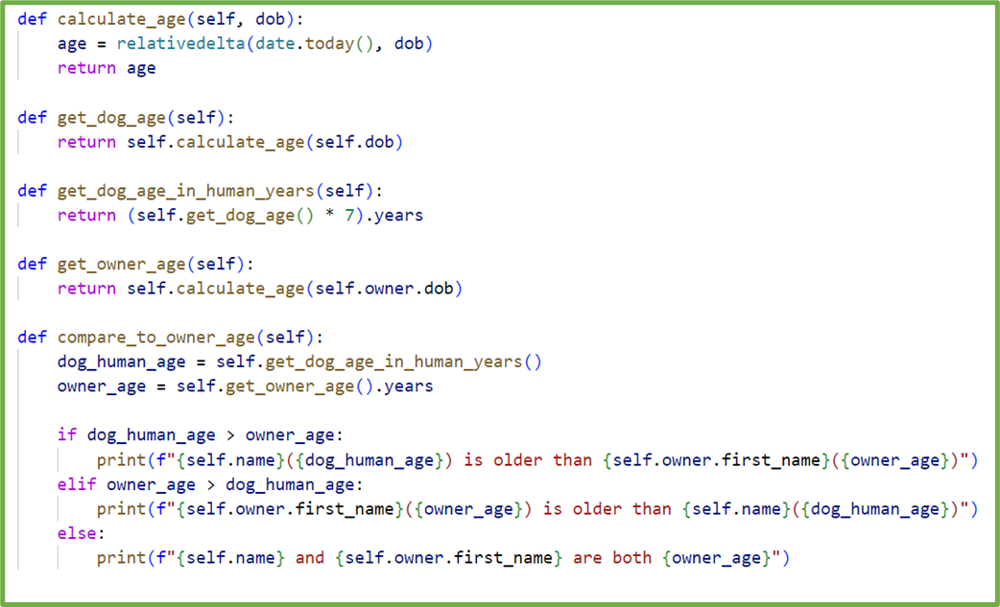 def calculate_age(self, dob):
    age = relativedelta(date.today(), dob)
    return age

def get_dog_age(self):
    return self.calculate_age(self.dob)

def get_dog_age_in_human_years(self):
    return (self.get_dog_age() * 7).years

def get_owner_age(self):
    return self.calculate_age(self.owner.dob)

def compare_to_owner_age(self):
    dog_human_age = self.get_dog_age_in_human_years()
    owner_age = self.get_owner_age().years

    if dog_human_age > owner_age:
        print(f"{self.name}({dog_human_age}) is older than {self.owner.first_name}({owner_age})")
    elif owner_age > dog_human_age:
        print(f"{self.owner.first_name}({owner_age}) is older than {self.name}({dog_human_age})")
    else:
        print(f"{self.name} and {self.owner.first_name} are both {owner_age}")